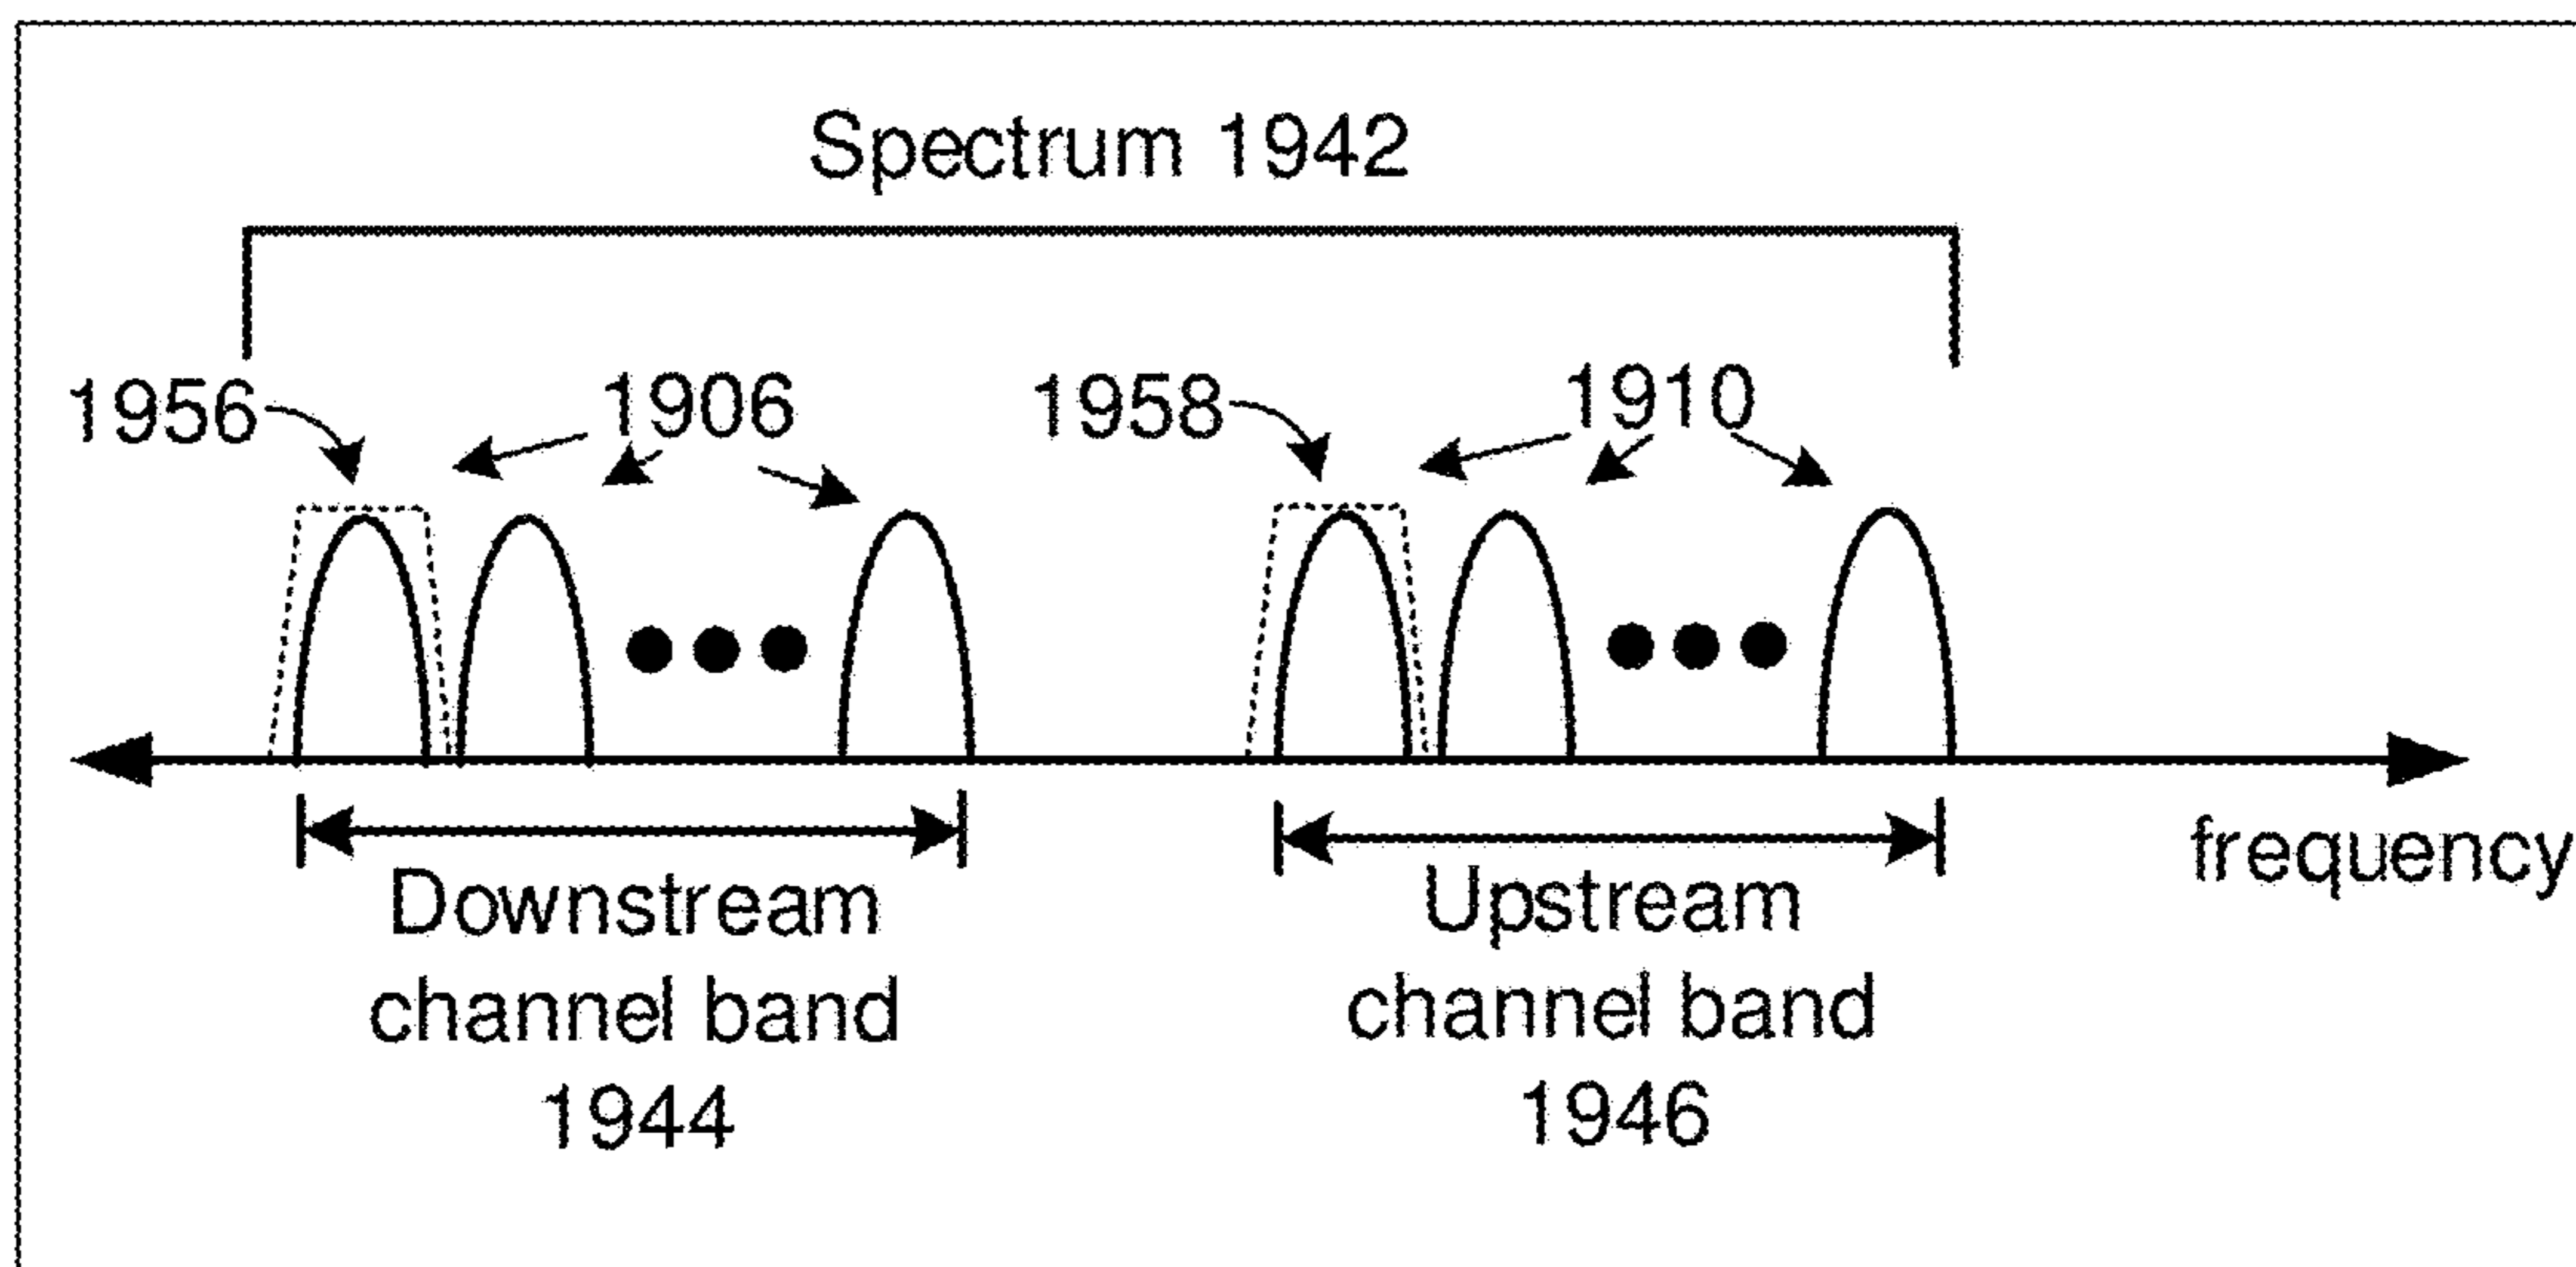 Spectrum 1942
1956
1906
1958
1910
frequency
Downstream
channel band
1944
Upstream
channel band
1946